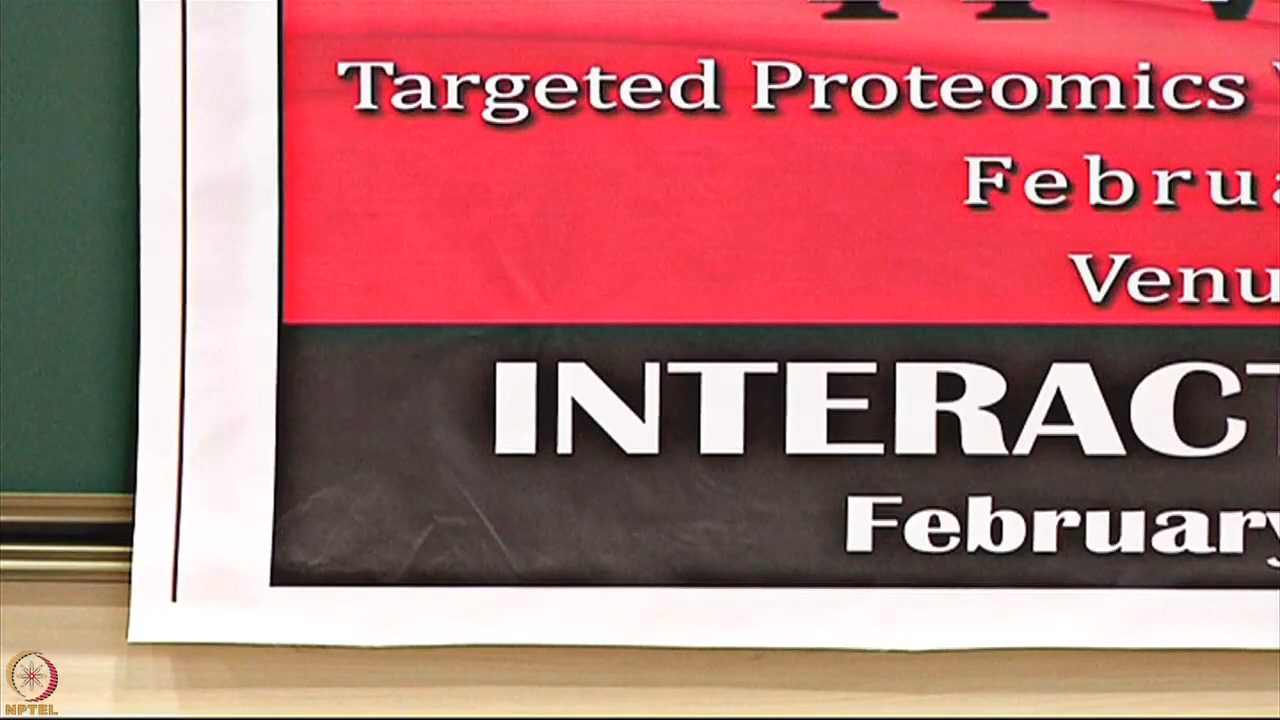 Targeted Proteomics
Februa
Venu
INTERACT
February
NPTEL